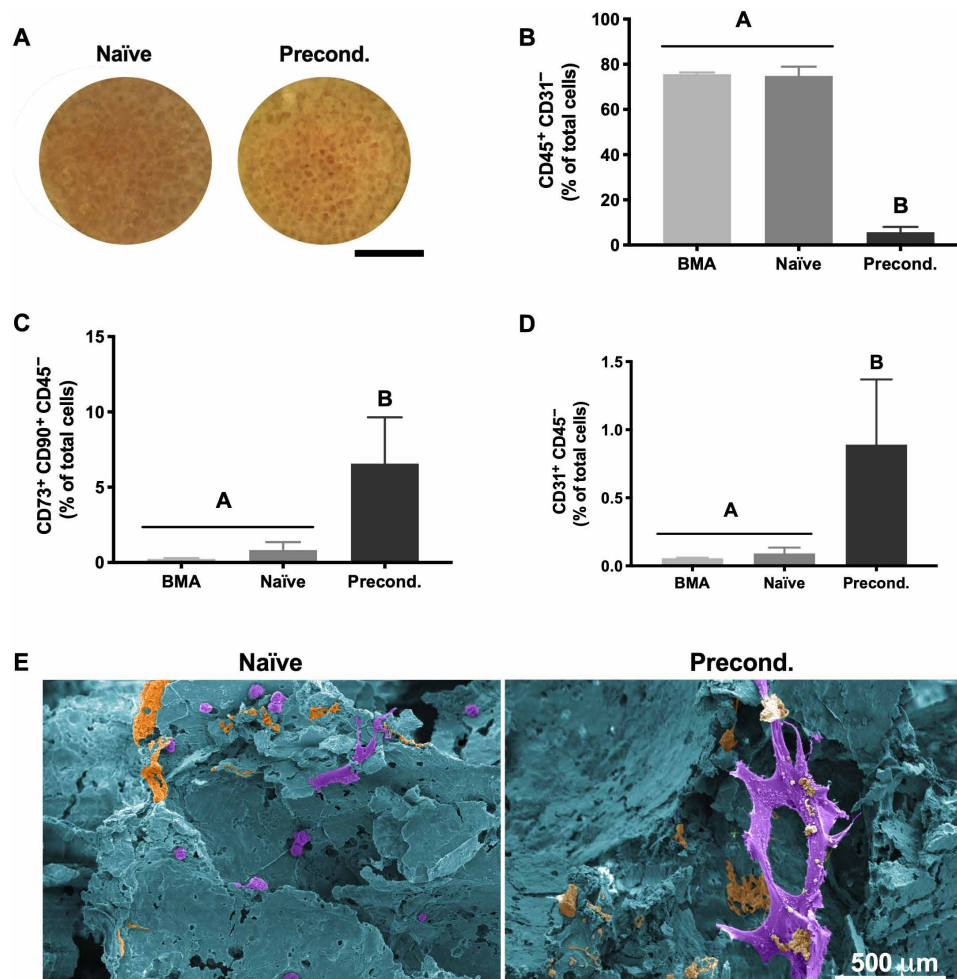 A
Naïve
Precond.
B
CD45⁺ CD31⁻
(% of total cells)
100
80
60
40
20
0
A
B
BMA
Naïve
Precond.
C
CD73⁺ CD90⁺ CD45⁻
(% of total cells)
15
10
5
0
A
B
BMA
Naïve
Precond.
D
CD31⁺ CD45⁻
(% of total cells)
1.5
1.0
0.5
0.0
A
B
BMA
Naïve
Precond.
E
Naïve
Precond.
500 μm